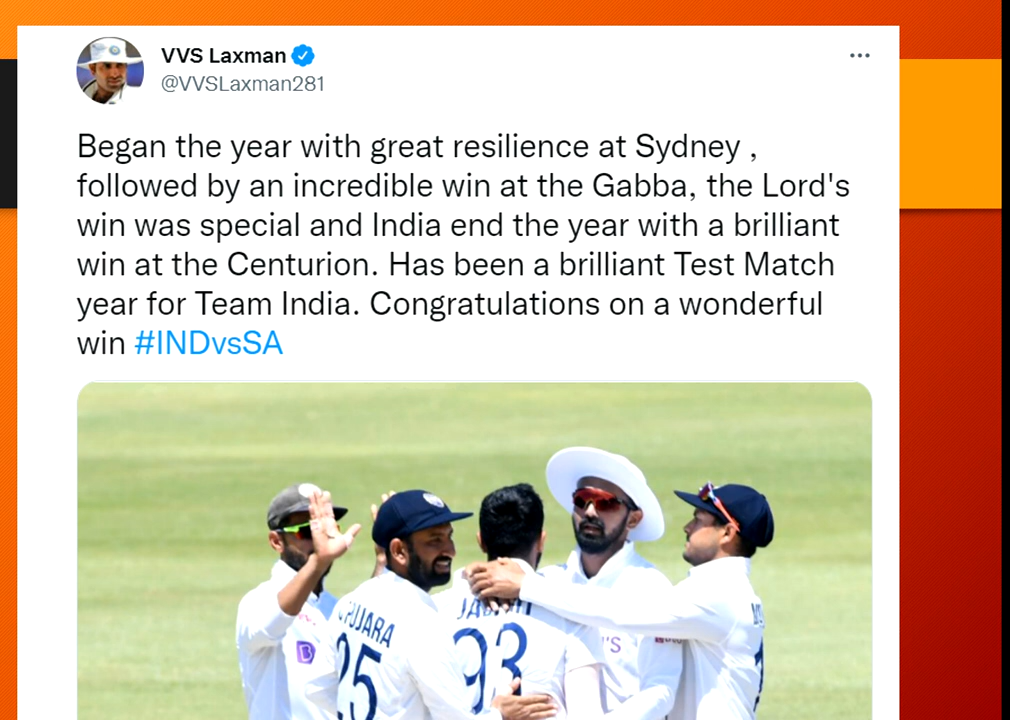 VVS Laxman
@VVSLaxman281
Began the year with great resilience at Sydney ,
followed by an incredible win at the Gabba, the Lord's
win was special and India end the year with a brilliant
win at the Centurion. Has been a brilliant Test Match
year for Team India. Congratulations on a wonderful
win #INDvsSA
PUJARA
25
93